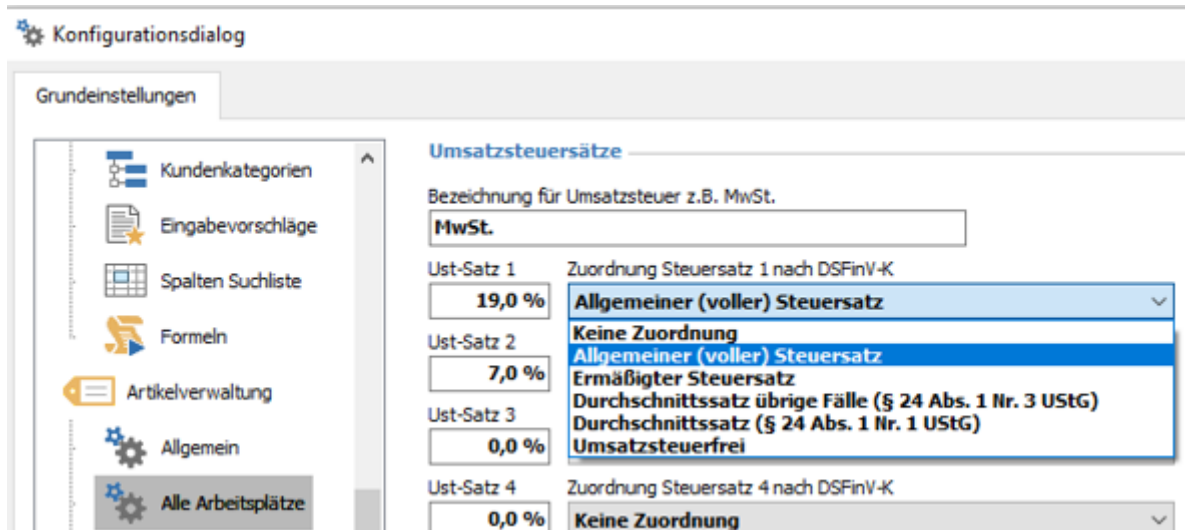 Konfigurationsdialog
Grundeinstellungen
Kundenkategorien
Eingabevorschläge
Spalten Suchliste
Formeln
Artikelverwaltung
Allgemein
Alle Arbeitsplätze
Umsatzsteuersätze
Bezeichnung für Umsatzsteuer z.B. MwSt.
MwSt.
Ust-Satz 1 Zuordnung Steuersatz 1 nach DSFinV-K
19,0 % Allgemeiner (voller) Steuersatz
Keine Zuordnung
Allgemeiner (voller) Steuersatz
Ermäßigter Steuersatz
Durchschnittssatz übrige Fälle (§ 24 Abs. 1 Nr. 3 UStG)
Durchschnittssatz (§ 24 Abs. 1 Nr. 1 UStG)
Umsatzsteuerfrei
Ust-Satz 2
7,0 %
Ust-Satz 3
0,0 %
Ust-Satz 4 Zuordnung Steuersatz 4 nach DSFinV-K
0,0 % Keine Zuordnung